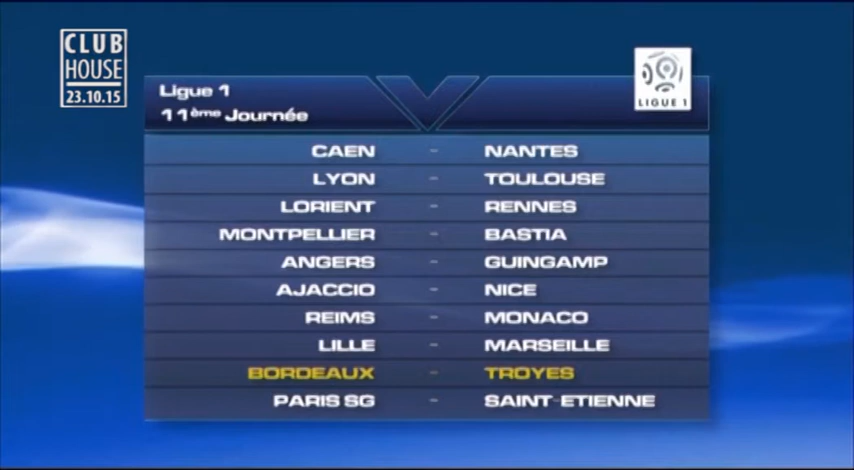 CLUB
HOUSE
23.10.15
LIGUE 1
Ligue 1
11ème Journée
CAEN - NANTES
LYON - TOULOUSE
LORIENT - RENNES
MONTPELLIER - BASTIA
ANGERS - GUINGAMP
AJACCIO - NICE
REIMS - MONACO
LILLE - MARSEILLE
BORDEAUX - TROYES
PARIS SG - SAINT-ETIENNE